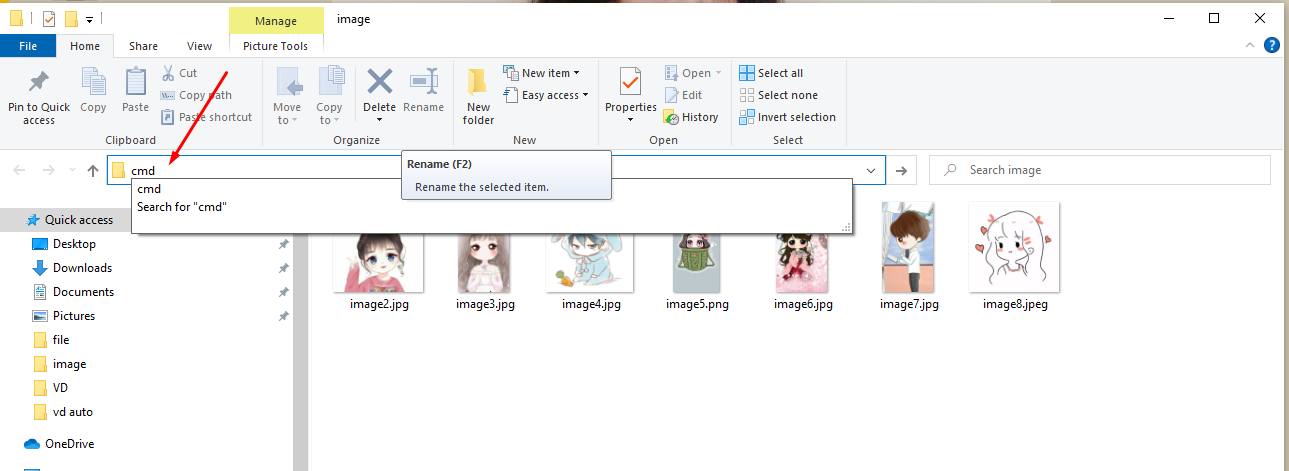 Manage
image
File
Home
Share
View
Picture Tools
Pin to Quick access
Copy
Paste
Cut
Copy path
Paste shortcut
Clipboard
Move to
Copy to
Delete
Rename
Organize
New folder
New item
Easy access
New
Properties
Open
Edit
History
Open
Select all
Select none
Invert selection
Select
cmd
Search image
cmd
Search for "cmd"
Rename (F2)
Rename the selected item.
Quick access
Desktop
Downloads
Documents
Pictures
file
image
VD
vd auto
OneDrive
image2.jpg
image3.jpg
image4.jpg
image5.png
image6.jpg
image7.jpg
image8.jpeg